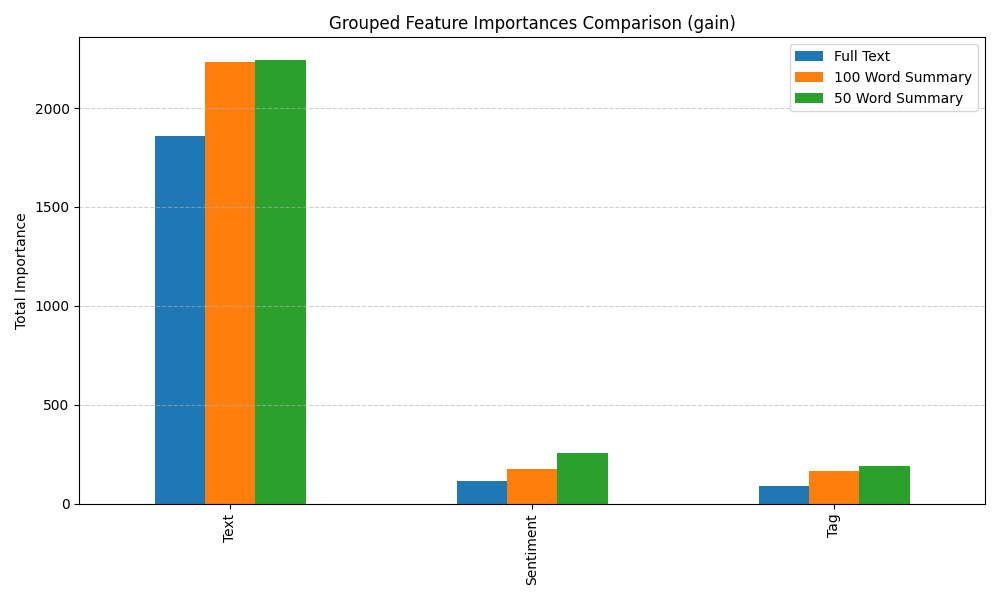 Grouped Feature Importances Comparison (gain)
Full Text
100 Word Summary
50 Word Summary
Total Importance
2000
1500
1000
500
0
Text
Sentiment
Tag